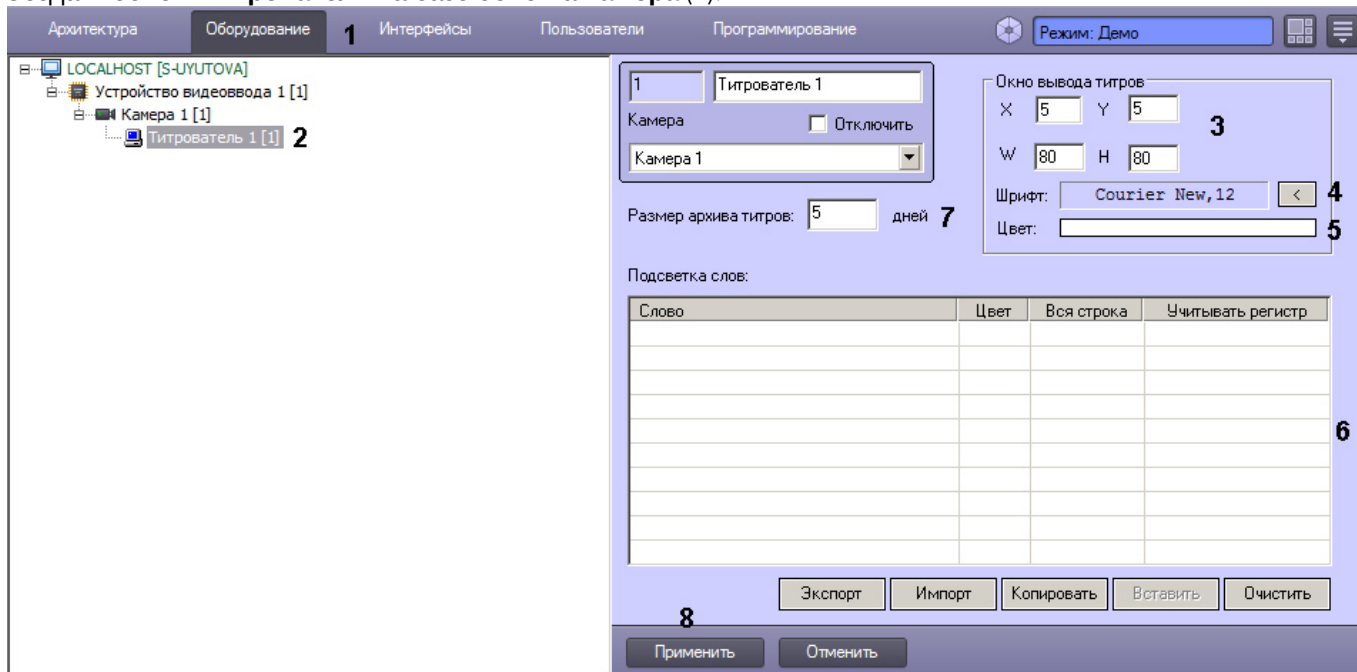 Архитектура Оборудование 1 Интерфейсы Пользователи Программирование Режим: Демо
LOCALHOST [S-UYUTOVA]
Устройство видеоввода 1 [1]
Камера 1 [1]
Титрователь 1 [1] 2
1 Титрователь 1
Камера Отключить
Камера 1
Размер архива титров: 5 дней 7
Окно вывода титров
X 5 Y 5 3
W 80 H 80
Шрифт: Courier New,12 < 4
Цвет: 5
Подсветка слов:
Слово Цвет Вся строка Учитывать регистр
6
Экспорт Импорт Копировать Вставить Очистить
8
Применить Отменить